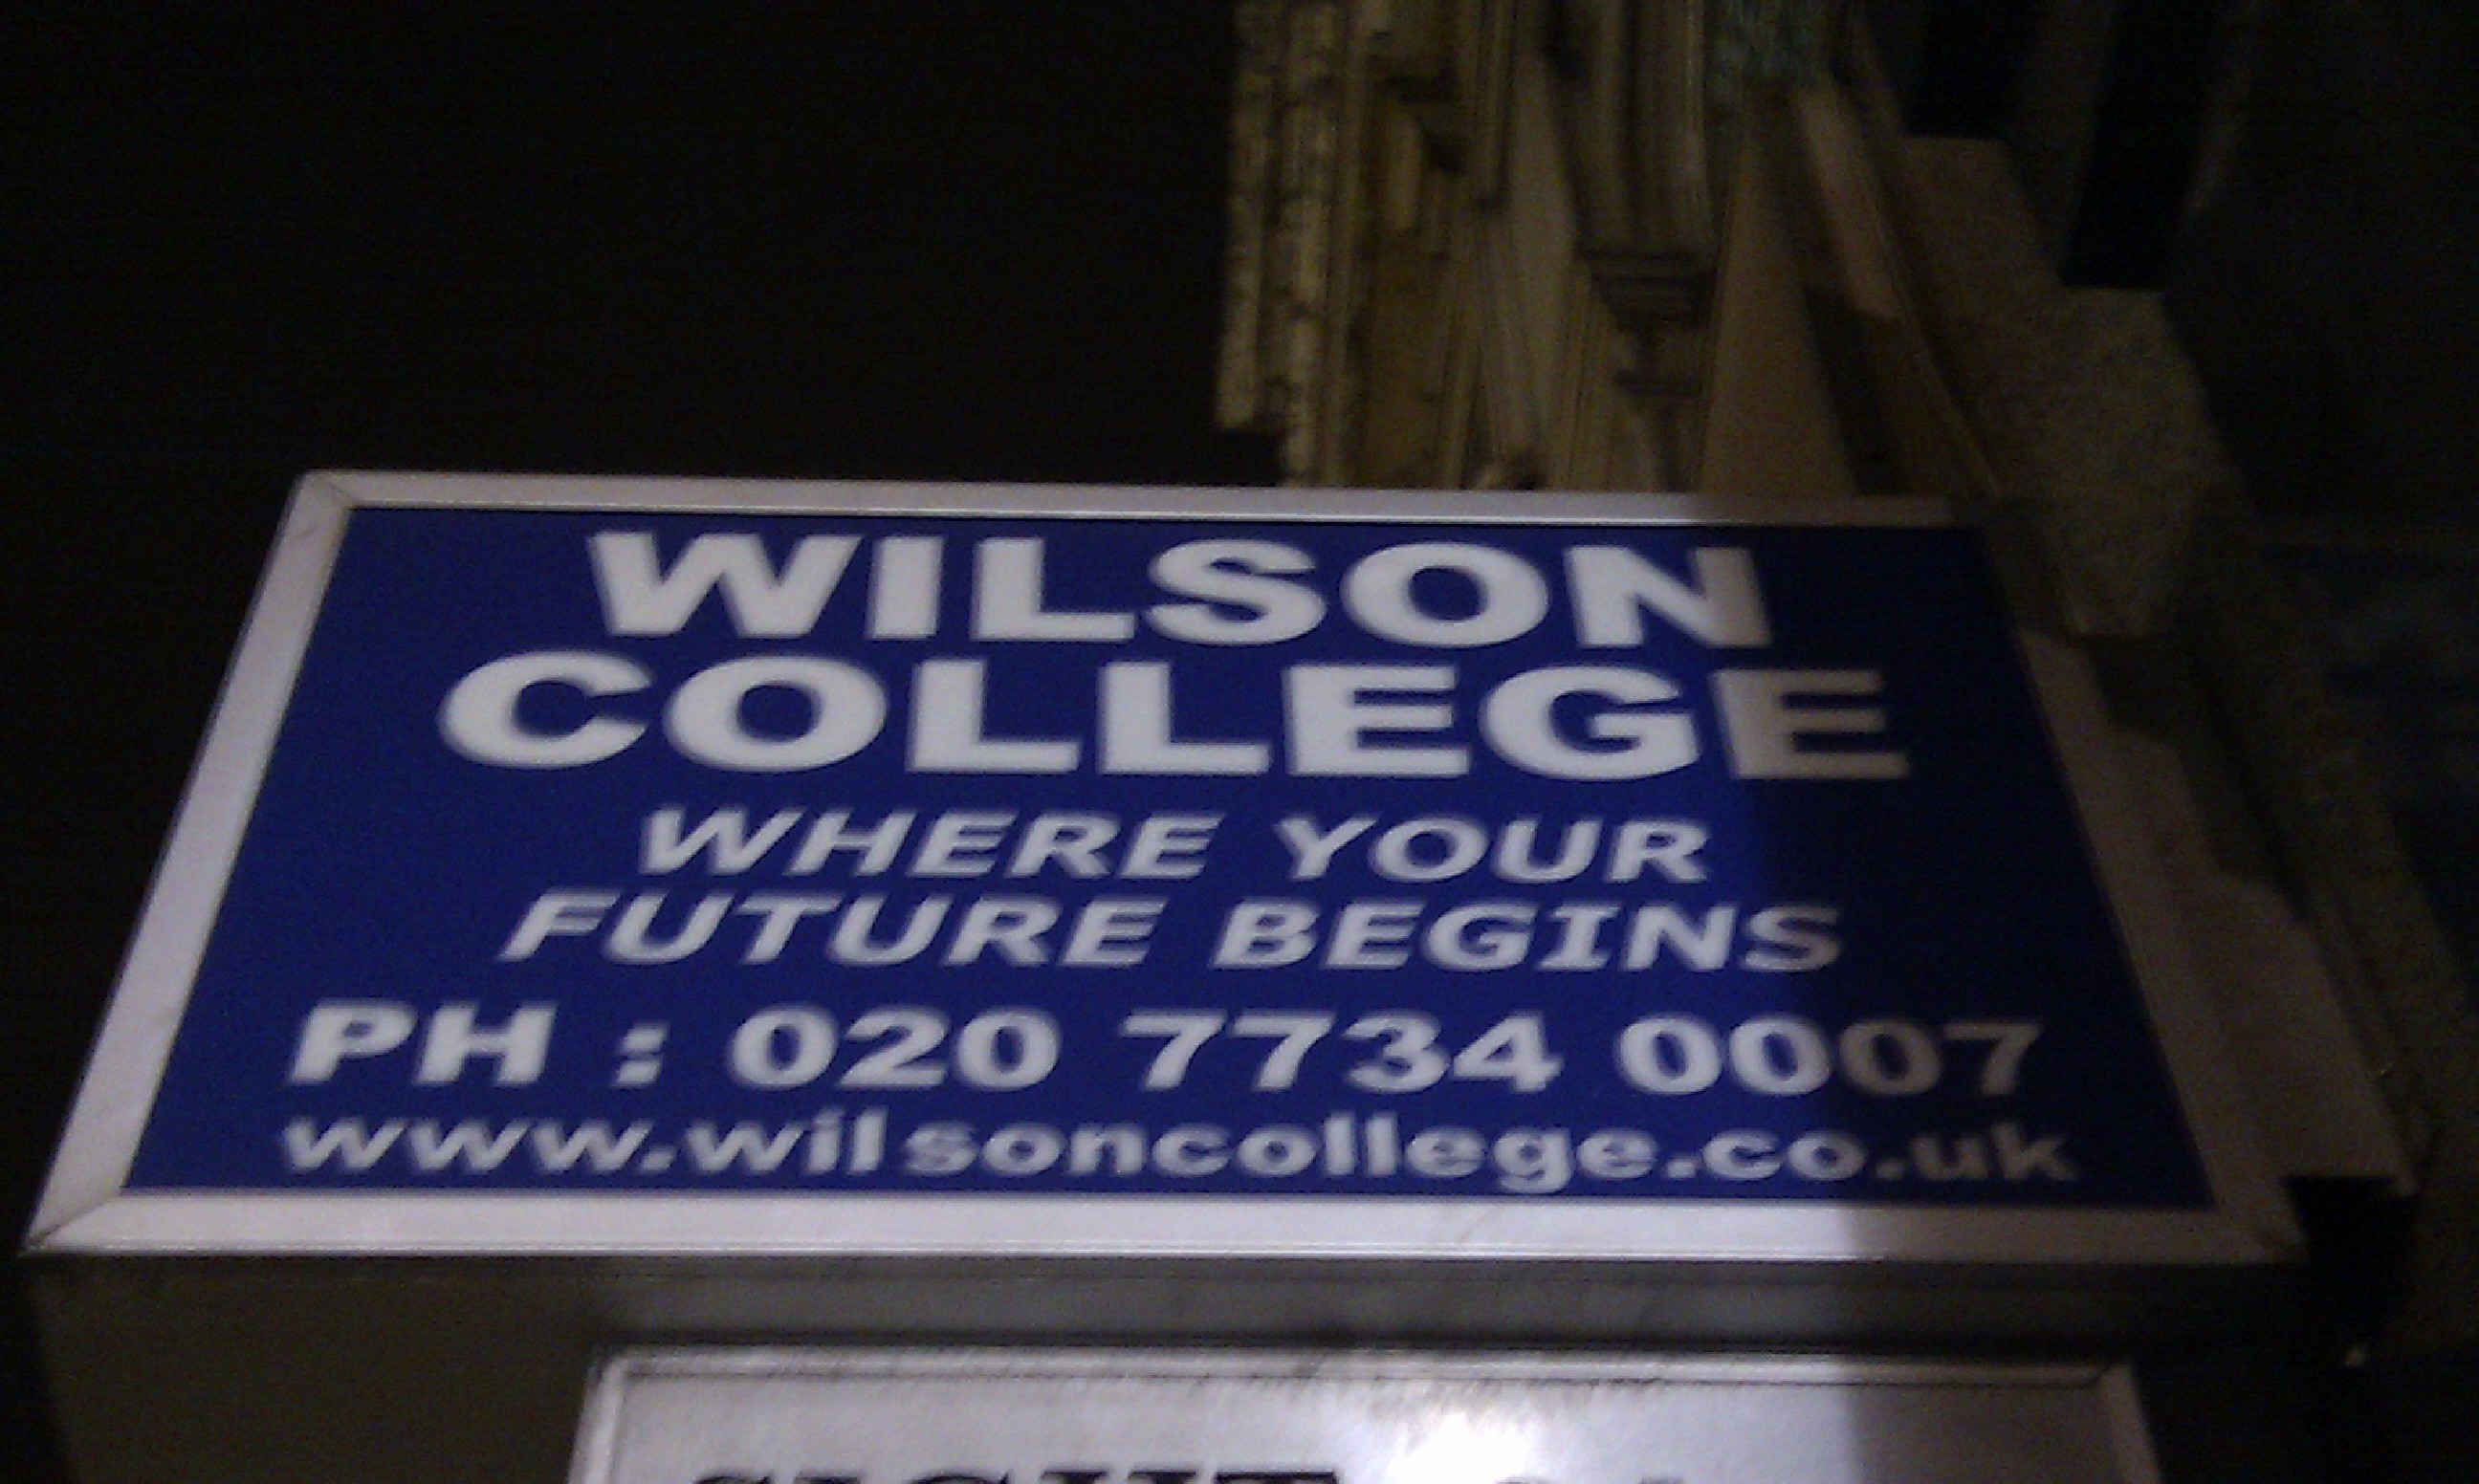 WILSON
COLLEGE
WHERE YOUR
FUTURE BEGINS
PH : 020 7734 0007
www.wilsoncollege.co.uk